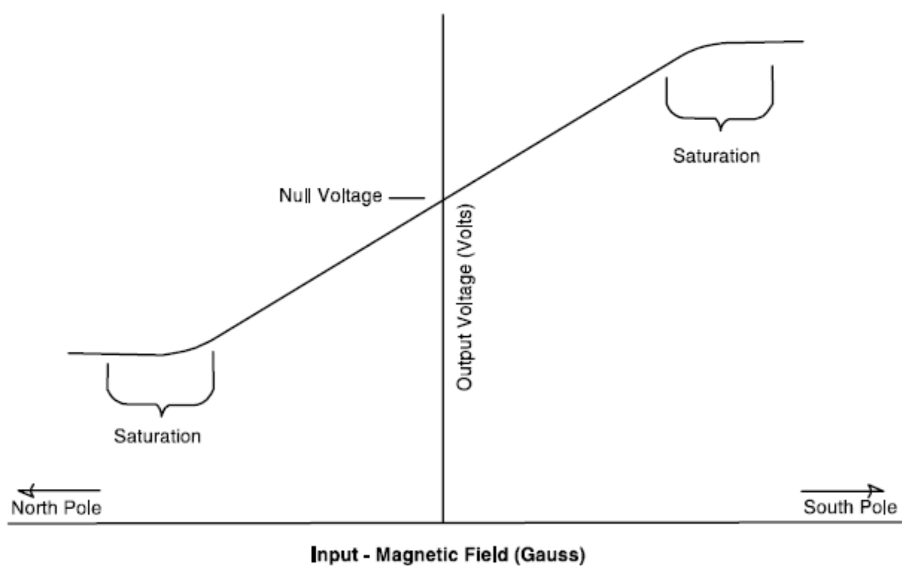 Saturation
Null Voltage
Output Voltage (Volts)
Saturation
North Pole
South Pole
Input - Magnetic Field (Gauss)